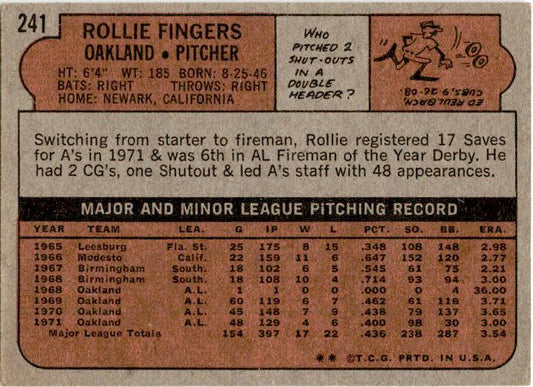 241
ROLLIE FINGERS
OAKLAND • PITCHER
HT: 6'4" WT: 185 BORN: 8-25-46
BATS: RIGHT THROWS: RIGHT
HOME: NEWARK, CALIFORNIA
WHO
PITCHED 2
SHUT-OUTS
IN A
DOUBLE
HEADER?
ED REULBACH,
CUBS, 9-26-08.
Switching from starter to fireman, Rollie registered 17 Saves
for A's in 1971 & was 6th in AL Fireman of the Year Derby. He
had 2 CG's, one Shutout & led A's staff with 48 appearances.
MAJOR AND MINOR LEAGUE PITCHING RECORD
YEAR TEAM LEA. G IP W L PCT. SO. BB. ERA.
1965 Leesburg Fla. St. 25 175 8 15 .348 108 148 2.98
1966 Modesto Calif. 22 159 11 6 .647 152 120 2.77
1967 Birmingham South. 18 102 6 5 .545 61 75 2.21
1968 Birmingham South. 18 108 10 4 .714 93 94 3.00
1968 Oakland A.L. 1 1 0 0 .000 0 0 36.00
1969 Oakland A.L. 60 119 6 7 .462 61 116 3.71
1970 Oakland A.L. 45 148 7 9 .438 79 137 3.65
1971 Oakland A.L. 48 129 4 6 .400 98 30 3.00
Major League Totals 154 397 17 22 .436 238 287 3.54
** ©T.C.G. PRTD. IN U.S.A.